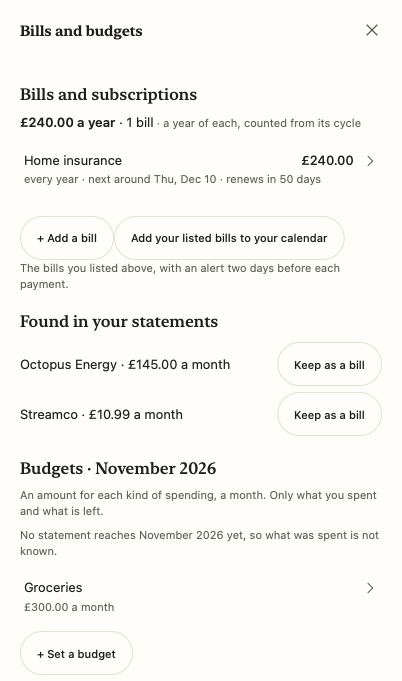 Bills and budgets
Bills and subscriptions
£240.00 a year · 1 bill · a year of each, counted from its cycle
Home insurance £240.00
every year · next around Thu, Dec 10 · renews in 50 days
+ Add a bill Add your listed bills to your calendar
The bills you listed above, with an alert two days before each
payment.
Found in your statements
Octopus Energy · £145.00 a month Keep as a bill
Streamco · £10.99 a month Keep as a bill
Budgets · November 2026
An amount for each kind of spending, a month. Only what you spent
and what is left.
No statement reaches November 2026 yet, so what was spent is not
known.
Groceries
£300.00 a month
+ Set a budget